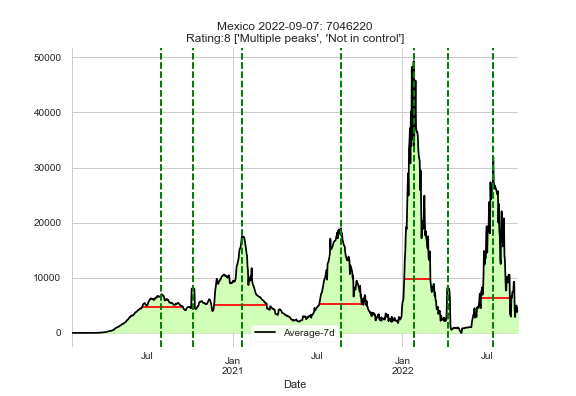 Mexico 2022-09-07: 7046220
Rating:8 ['Multiple peaks', 'Not in control']
50000
40000
30000
20000
10000
0
Jul
Jan
2021
Jul
Jan
2022
Jul
Average-7d
Date